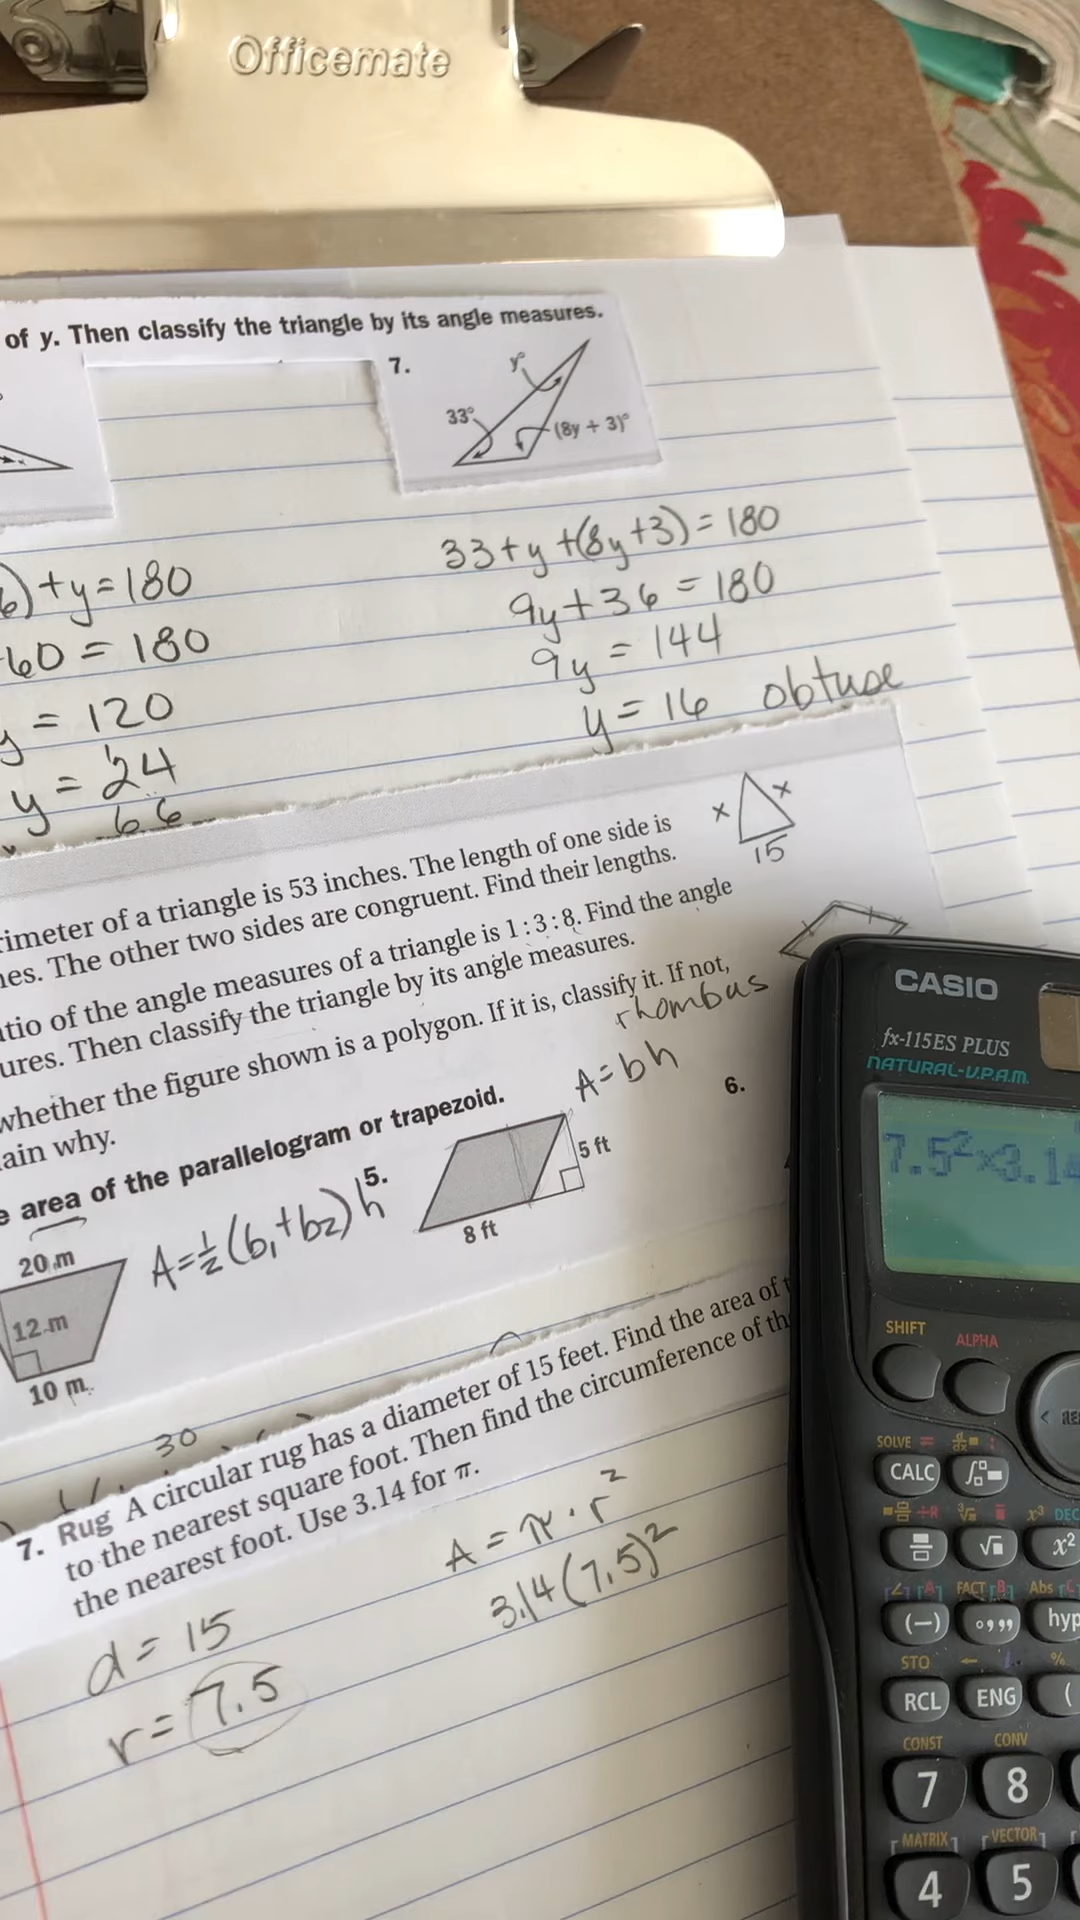 Officemate
of y. Then classify the triangle by its angle measures.
7.
y°
33°
(8y + 3)°
6) + y = 180
60 = 180
y = 120
y = 24
66
33 + y + (8y + 3) = 180
9y + 36 = 180
9y = 144
y = 16 obtuse
rimeter of a triangle is 53 inches. The length of one side is
hes. The other two sides are congruent. Find their lengths.
x x
15
atio of the angle measures of a triangle is 1 : 3 : 8. Find the angle
ures. Then classify the triangle by its angle measures.
whether the figure shown is a polygon. If it is, classify it. If not,
ain why.
rhombus
e area of the parallelogram or trapezoid.
A = bh
6.
20 m
12 m
10 m
A = ½ (b₁ + b₂) h
5.
5 ft
8 ft
30
7. Rug A circular rug has a diameter of 15 feet. Find the area of
to the nearest square foot. Then find the circumference of th
the nearest foot. Use 3.14 for π.
d = 15
r = 7.5
A = π · r²
3.14 (7.5)²
CASIO
fx-115ES PLUS
NATURAL-V.P.A.M.
7.5²×3.14
SHIFT ALPHA
SOLVE =
CALC
x³ DEC
√ x²
FACT Abs
(−) hyp
STO %
RCL ENG (
CONST CONV
7 8
MATRIX VECTOR
4 5